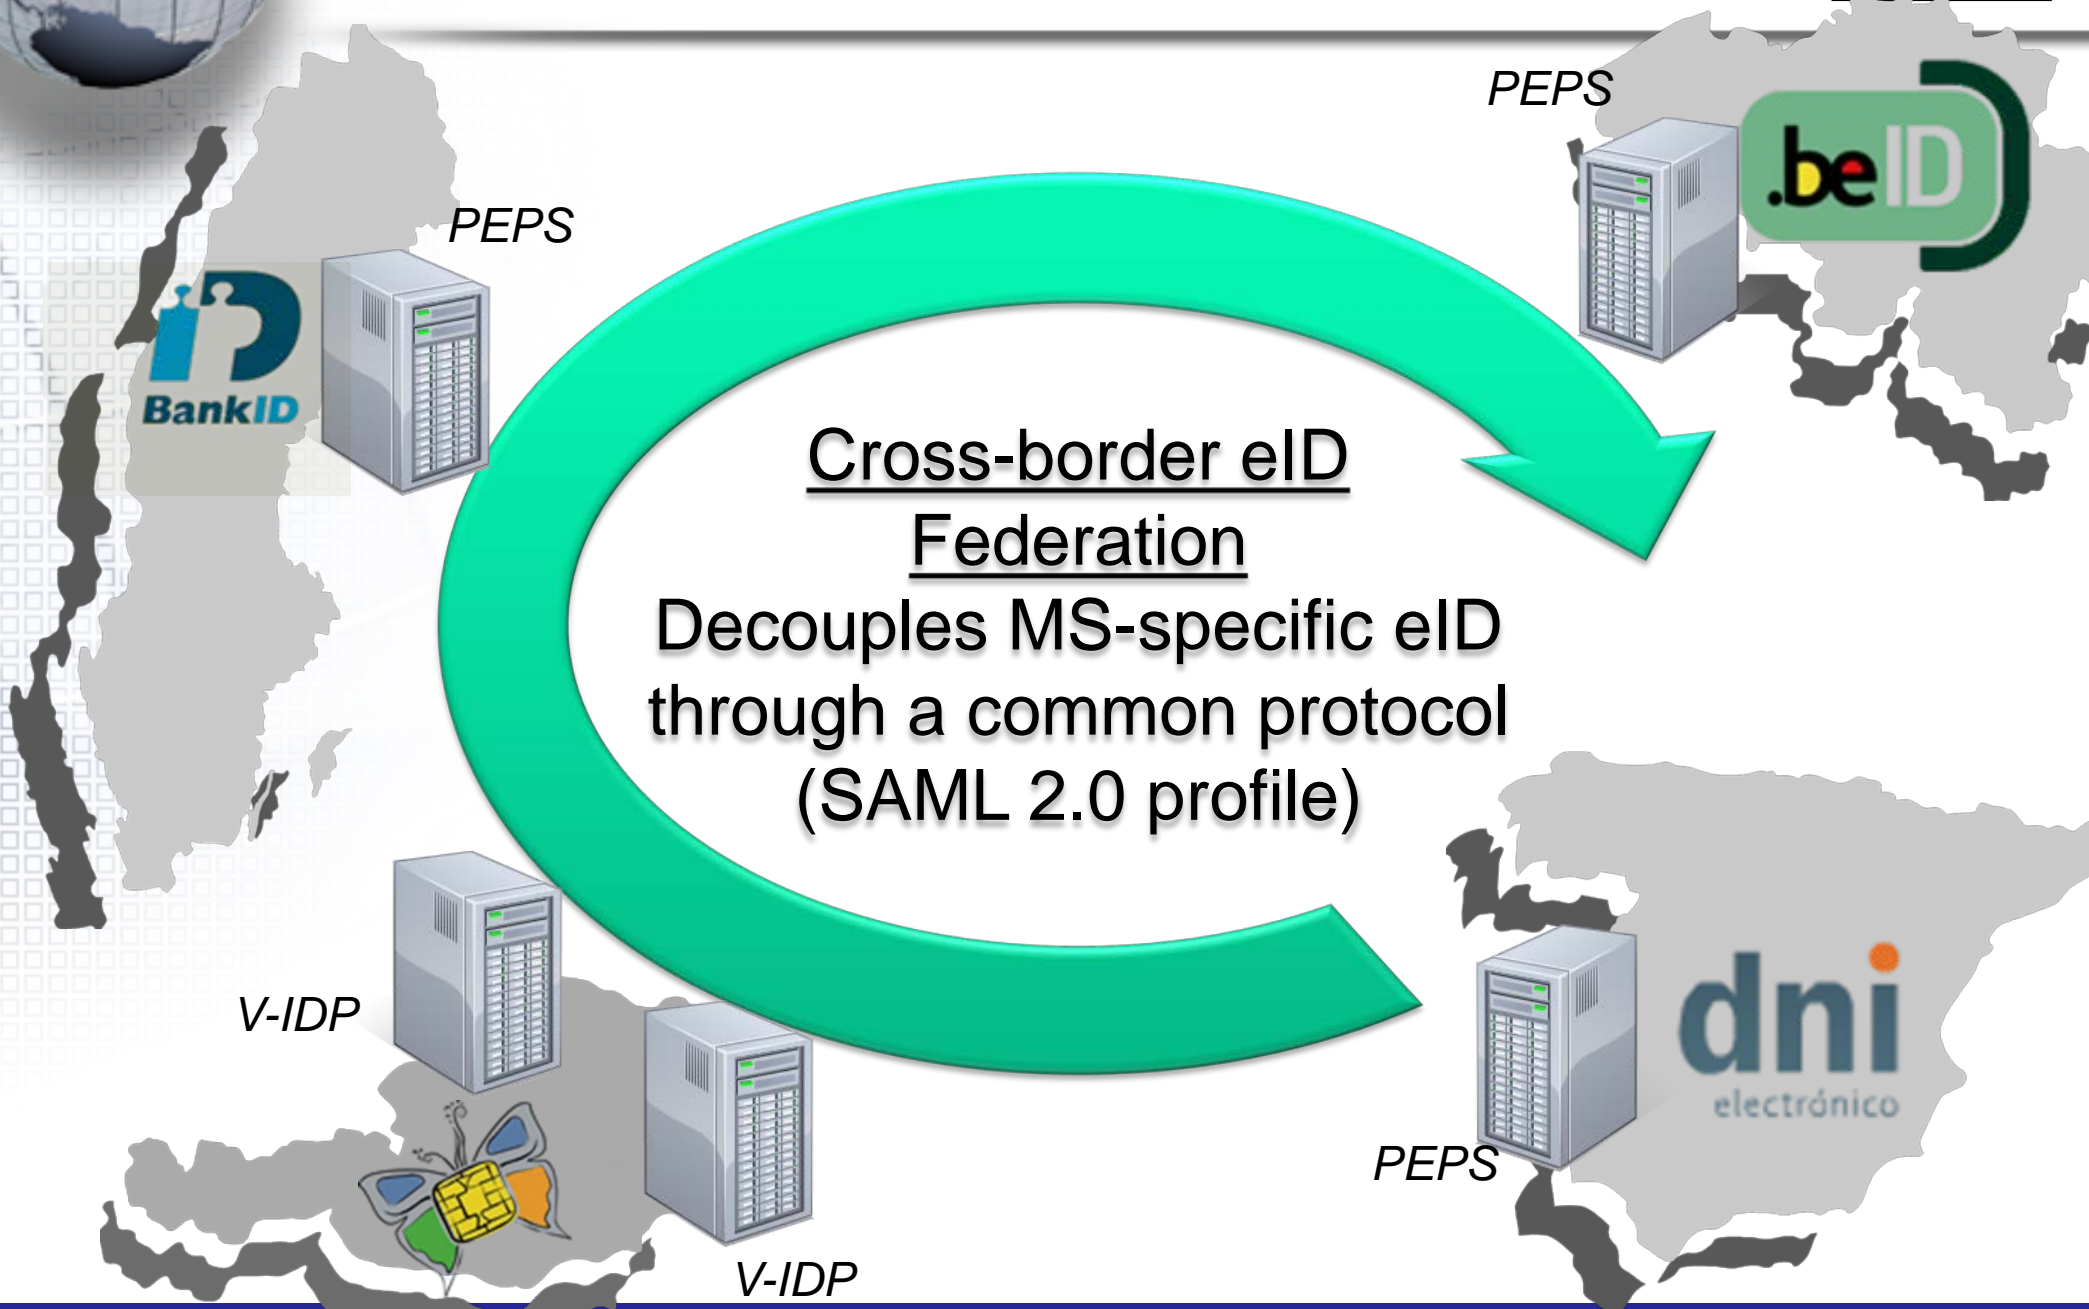 PEPS
.beID
PEPS
BankID
Cross-border eID
Federation
Decouples MS-specific eID
through a common protocol
(SAML 2.0 profile)
V-IDP
dni
electrónico
PEPS
V-IDP